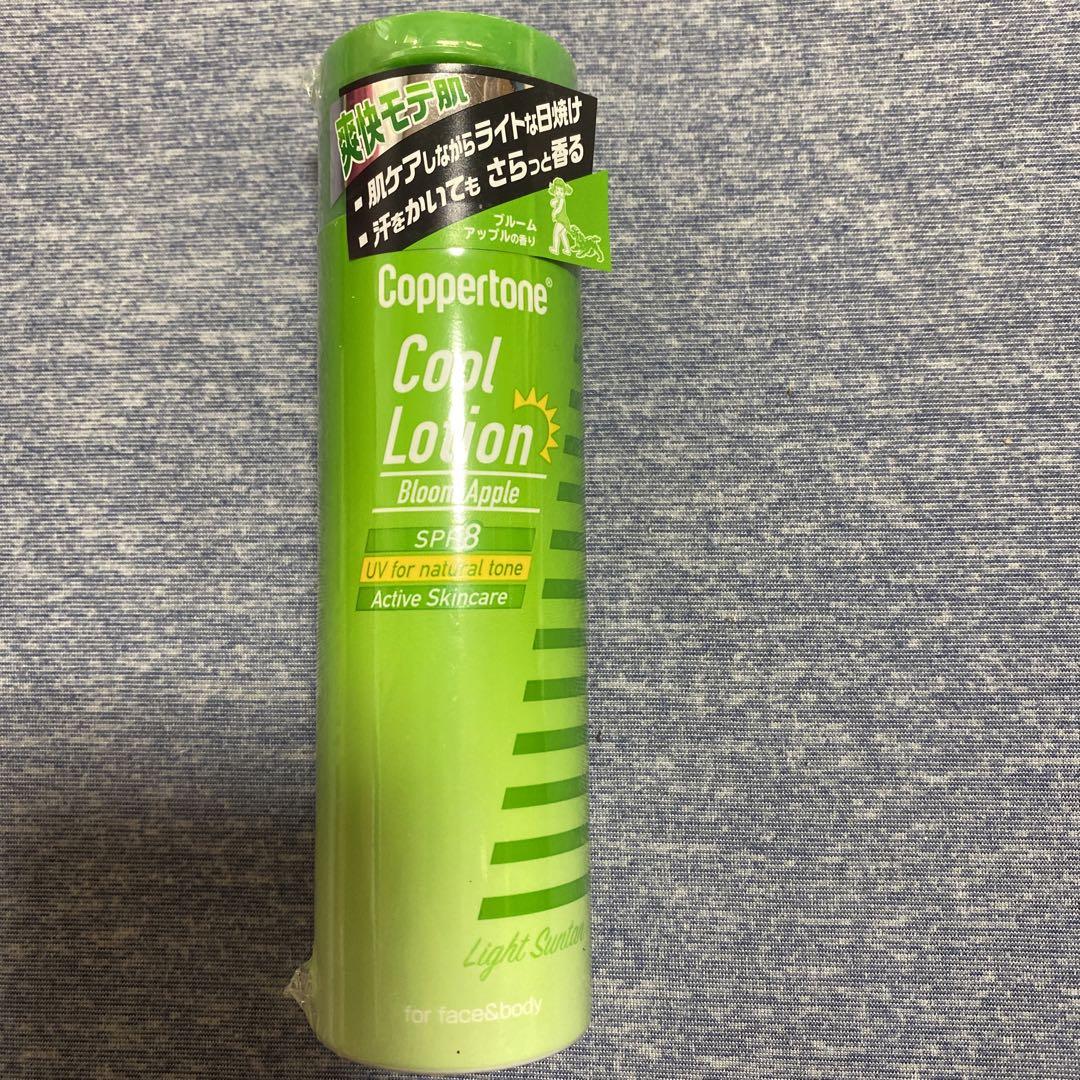 爽快モテ肌
▪ 肌ケアしながらライトな日焼け
▪ 汗をかいても さらっと香る
ブルーム
アップルの香り
Coppertone®
Cool
Lotion
Bloom Apple
SPF8
UV for natural tone
Active Skincare
Light Suntan
for face&body